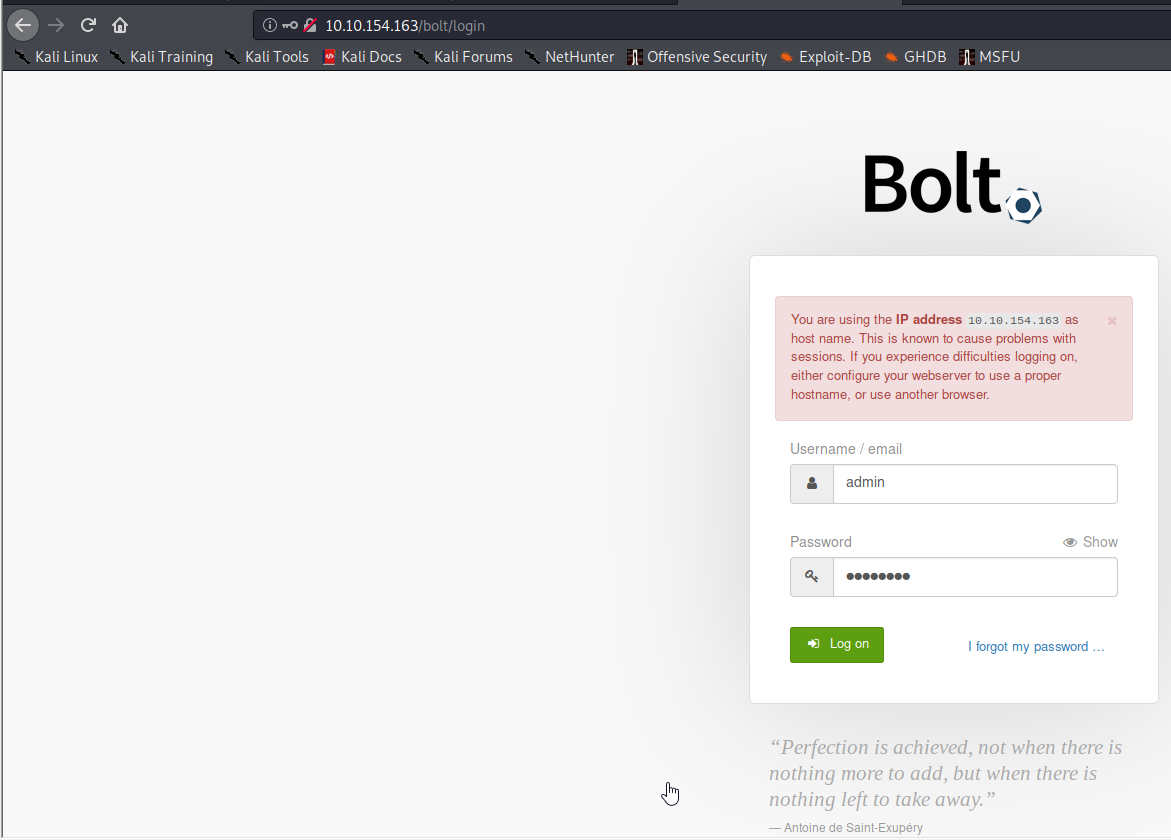 10.10.154.163/bolt/login
Kali Linux Kali Training Kali Tools Kali Docs Kali Forums NetHunter Offensive Security Exploit-DB GHDB MSFU
Bolt
You are using the IP address 10.10.154.163 as
host name. This is known to cause problems with
sessions. If you experience difficulties logging on,
either configure your webserver to use a proper
hostname, or use another browser.
×
Username / email
admin
Password Show
●●●●●●●●
Log on I forgot my password …
“Perfection is achieved, not when there is
nothing more to add, but when there is
nothing left to take away.”
— Antoine de Saint-Exupéry